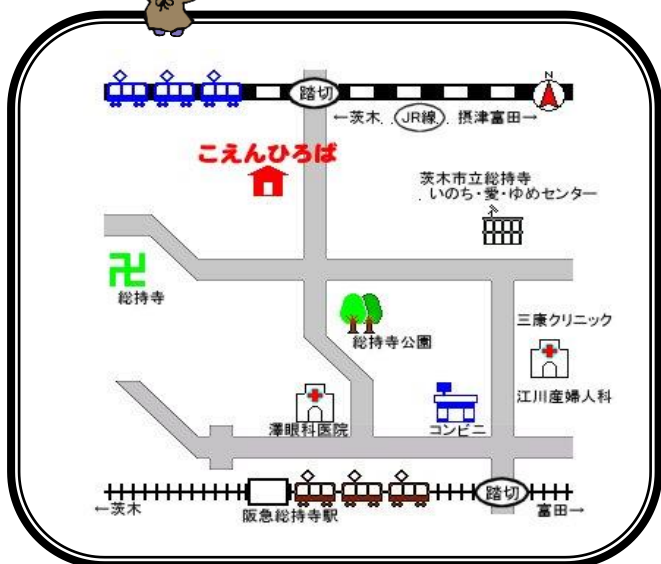 N
踏切
←茨木 JR線 摂津富田→
こえんひろば
茨木市立総持寺
いのち・愛・ゆめセンター
総持寺
総持寺公園
三康クリニック
江川産婦人科
澤眼科医院
コンビニ
踏切
←茨木
阪急総持寺駅
富田→